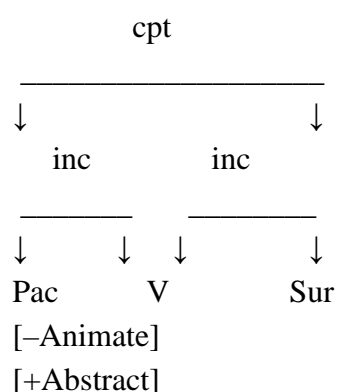 cpt
inc inc
Pac V Sur
[–Animate]
[+Abstract]